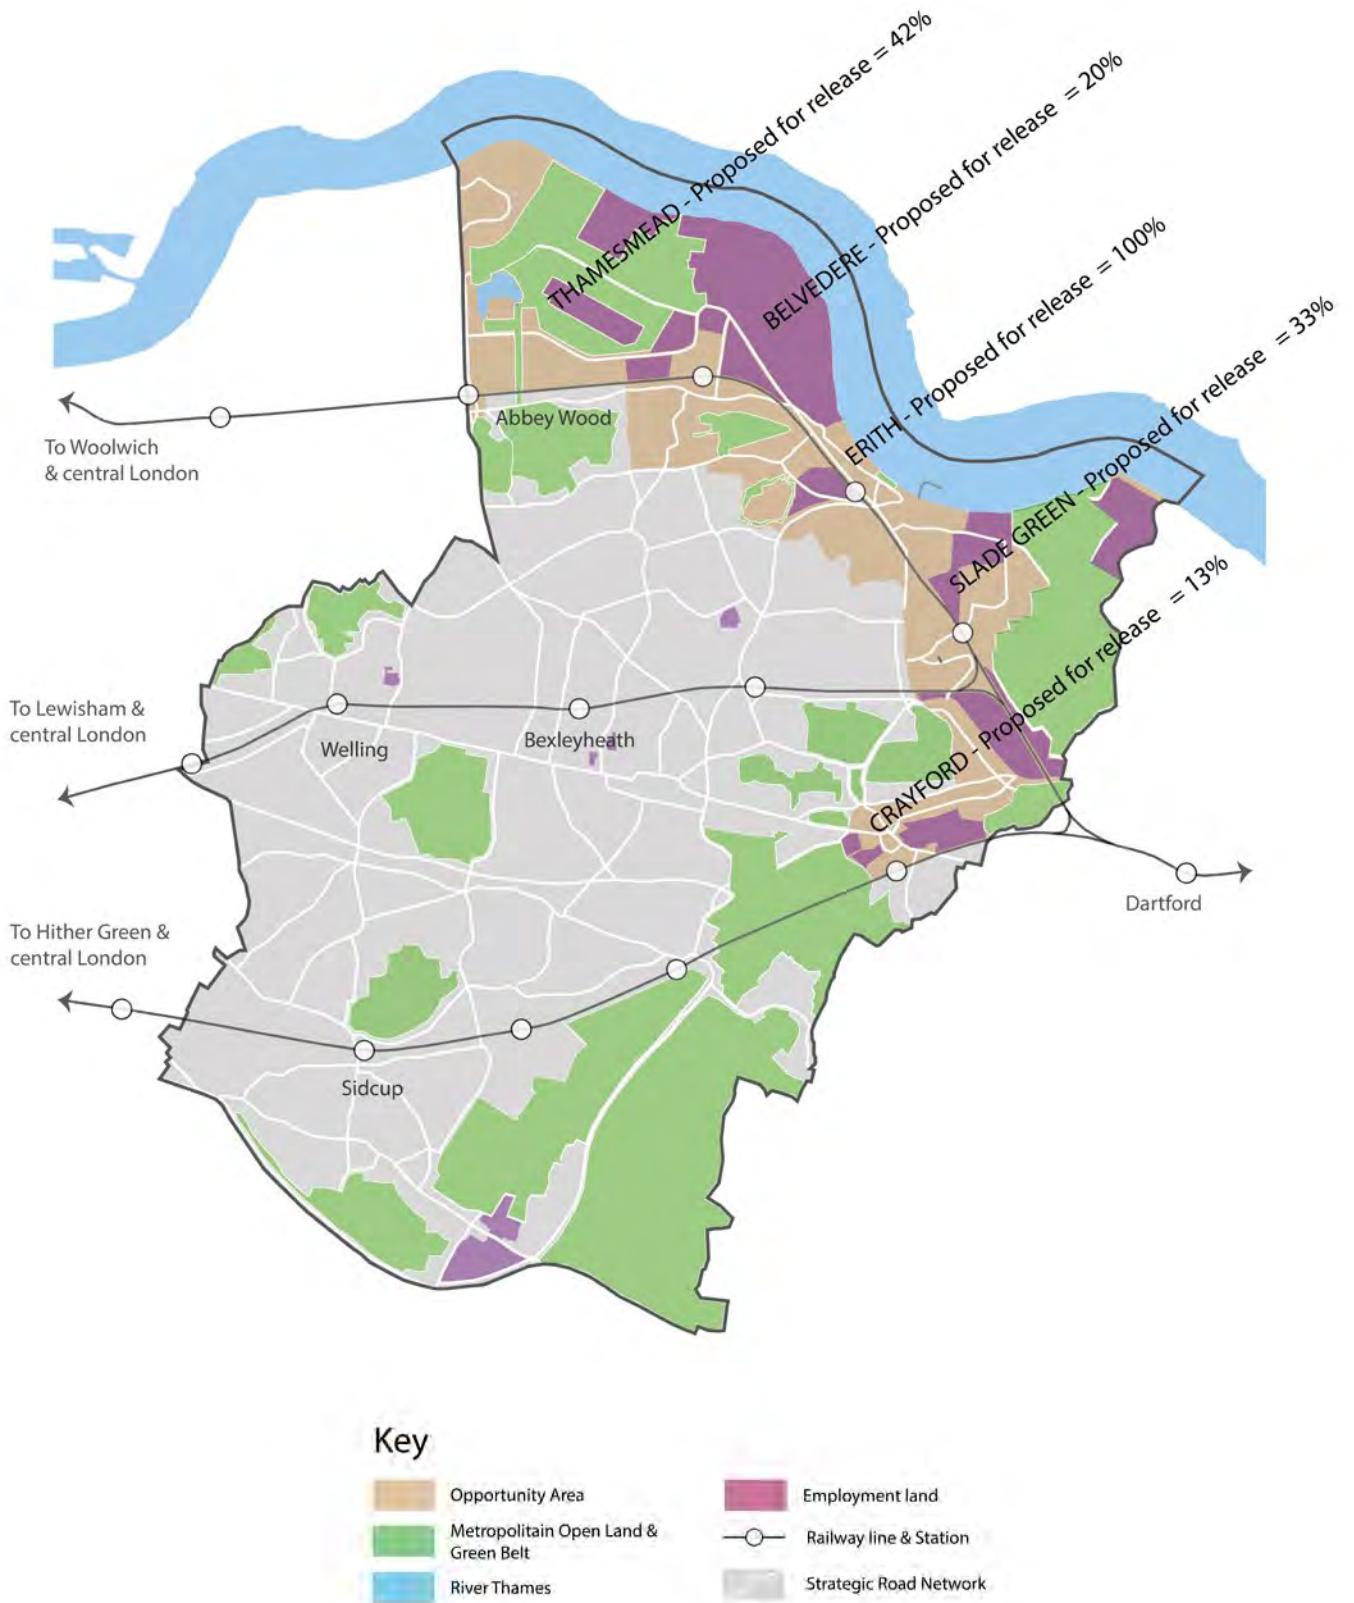 THAMESMEAD - Proposed for release = 42%
BELVEDERE - Proposed for release = 20%
ERITH - Proposed for release = 100%
SLADE GREEN - Proposed for release = 33%
CRAYFORD - Proposed for release = 13%
Abbey Wood
To Woolwich
& central London
To Lewisham &
central London
Welling
Bexleyheath
Dartford
To Hither Green &
central London
Sidcup
Key
Opportunity Area
Metropolitain Open Land &
Green Belt
River Thames
Employment land
Railway line & Station
Strategic Road Network